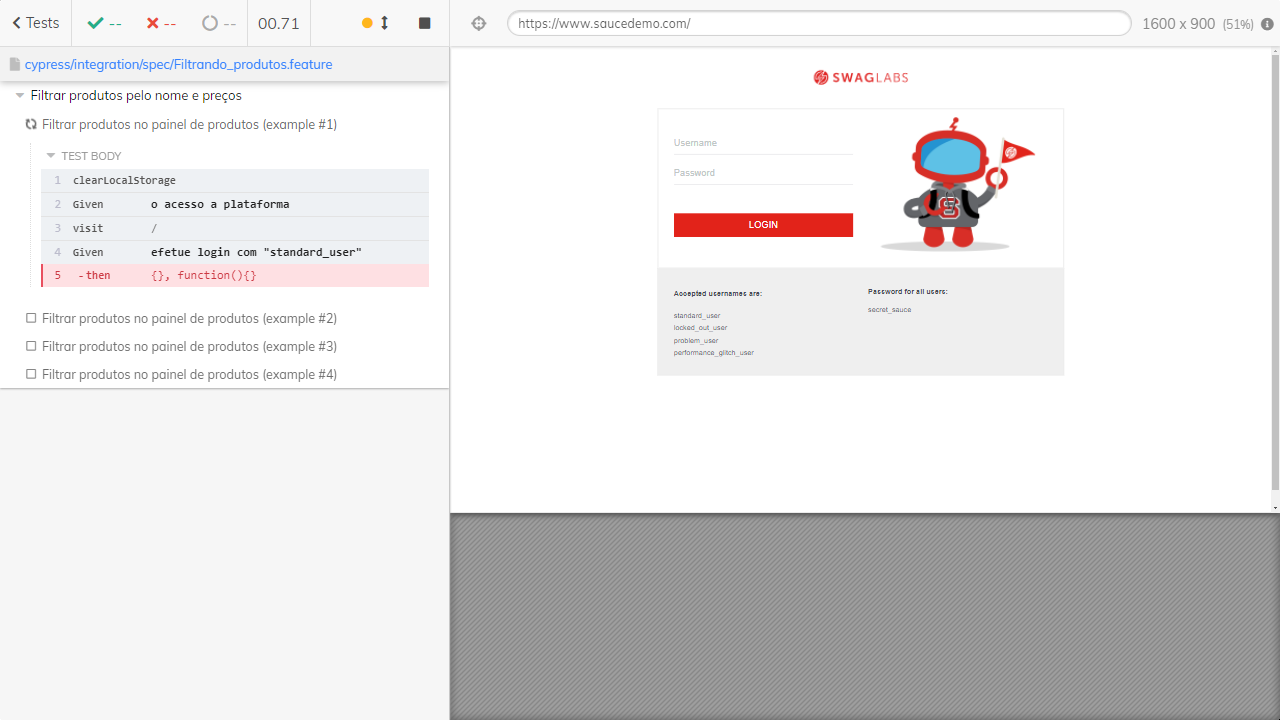 Tests
--
--
--
00.71
cypress/integration/spec/Filtrando_produtos.feature
Filtrar produtos pelo nome e preços
Filtrar produtos no painel de produtos (example #1)
TEST BODY
1 clearLocalStorage
2 Given o acesso a plataforma
3 visit /
4 Given efetue login com "standard_user"
5 -then {}, function(){}
Filtrar produtos no painel de produtos (example #2)
Filtrar produtos no painel de produtos (example #3)
Filtrar produtos no painel de produtos (example #4)
https://www.saucedemo.com/
1600 x 900 (51%)
SWAGLABS
Username
Password
LOGIN
Accepted usernames are:
standard_user
locked_out_user
problem_user
performance_glitch_user
Password for all users:
secret_sauce